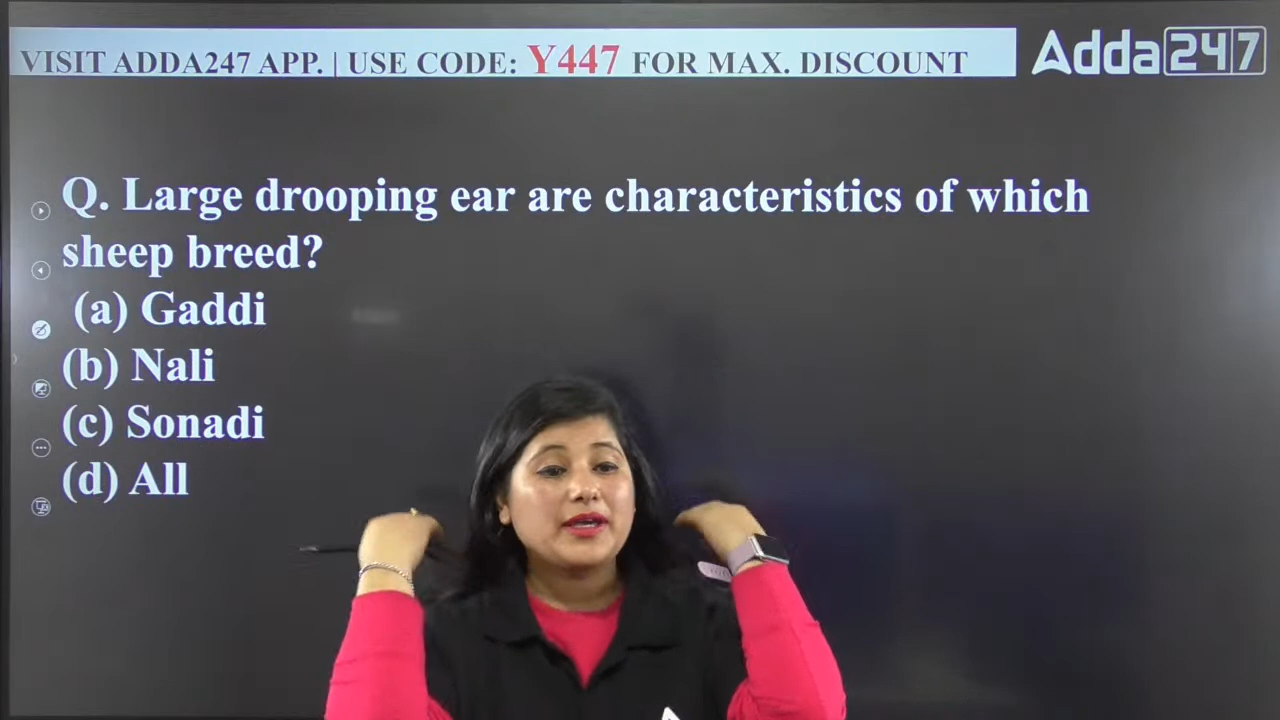 VISIT ADDA247 APP. | USE CODE: Y447 FOR MAX. DISCOUNT
Adda247
Q. Large drooping ear are characteristics of which
sheep breed?
(a) Gaddi
(b) Nali
(c) Sonadi
(d) All